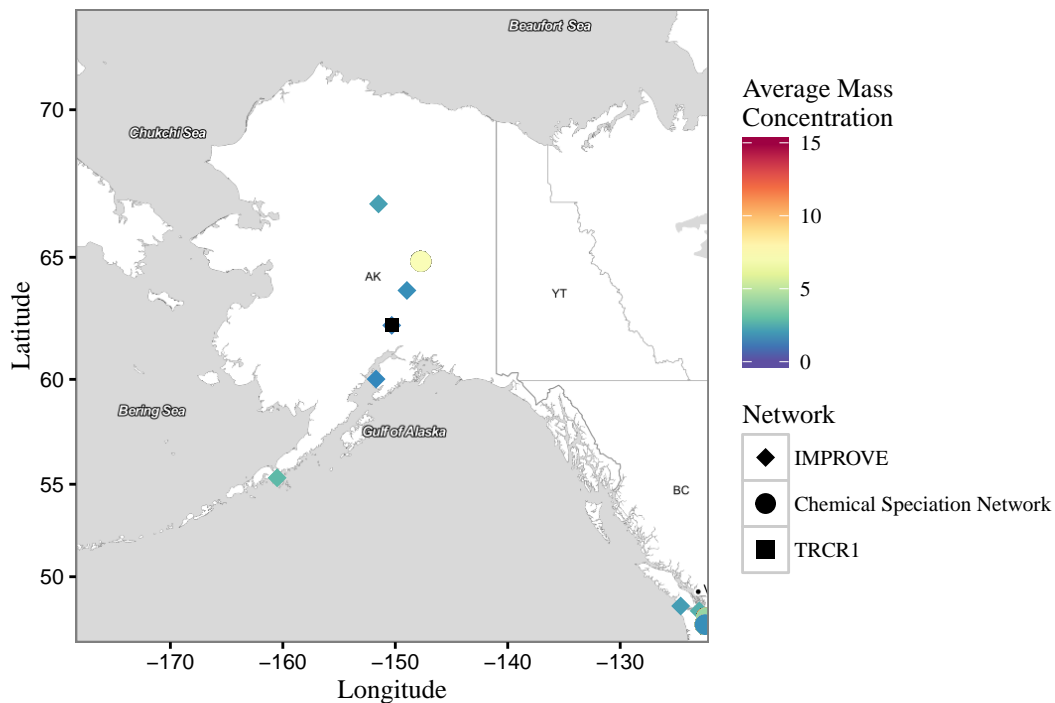 Beaufort Sea
Chukchi Sea
AK
YT
Bering Sea
Gulf of Alaska
BC
70
65
60
55
50
Latitude
−170
−160
−150
−140
−130
Longitude
Average Mass
Concentration
15
10
5
0
Network
IMPROVE
Chemical Speciation Network
TRCR1